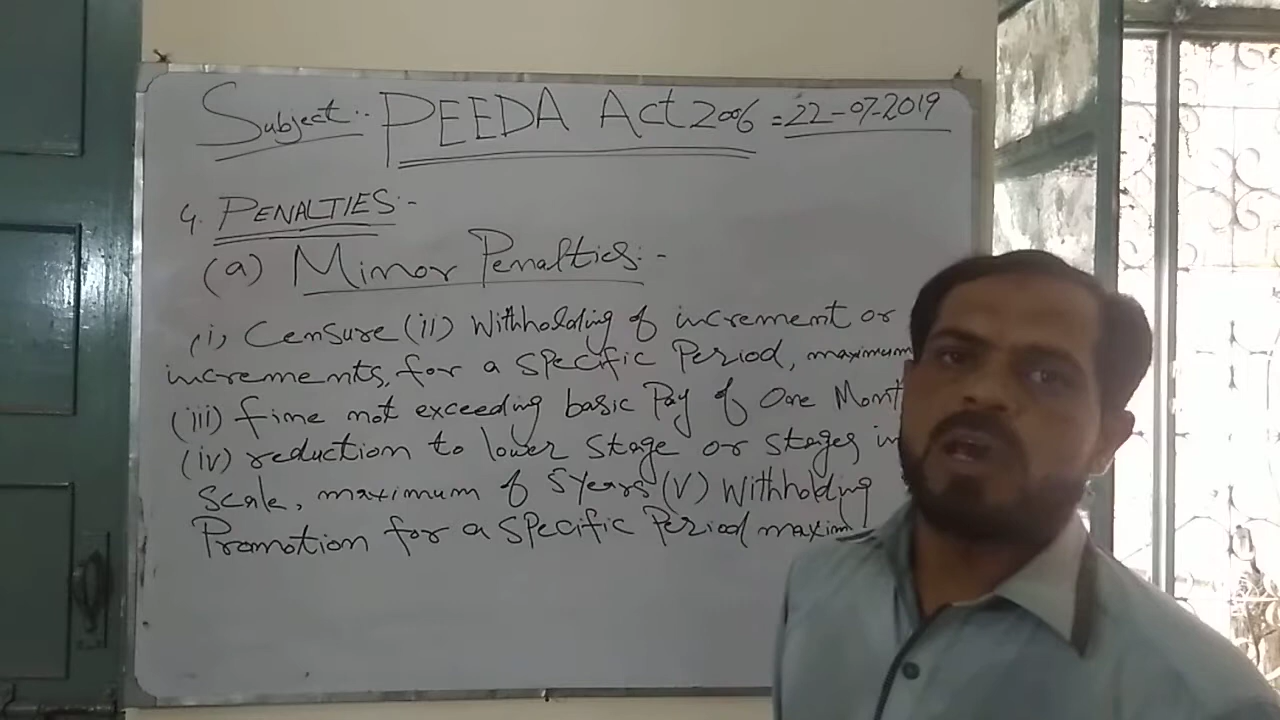 Subject:- PEEDA Act 2006 = 22-07-2019
4. PENALTIES:-
(a) Minor Penalties:-
(i) Censure (ii) Withholding of increment or
increments, for a specific Period, maximum
(iii) fine not exceeding basic Pay of One Mont
(iv) reduction to lower stage or stages in
scale, maximum of 5 years (V) Withholding
Promotion for a specific Period maxim